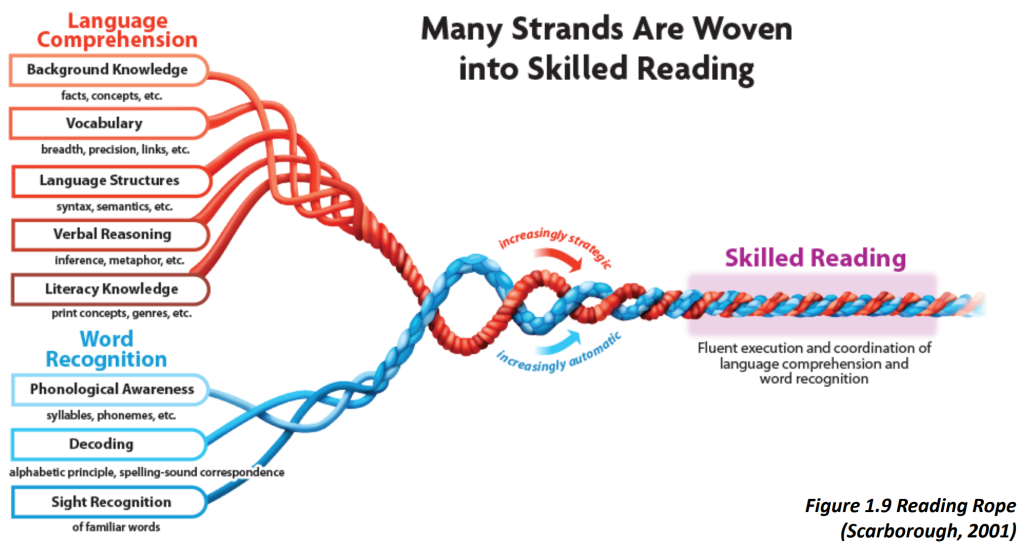 Many Strands Are Woven
into Skilled Reading
Language
Comprehension
Background Knowledge
facts, concepts, etc.
Vocabulary
breadth, precision, links, etc.
Language Structures
syntax, semantics, etc.
Verbal Reasoning
inference, metaphor, etc.
Literacy Knowledge
print concepts, genres, etc.
Word
Recognition
Phonological Awareness
syllables, phonemes, etc.
Decoding
alphabetic principle, spelling-sound correspondence
Sight Recognition
of familiar words
increasingly strategic
increasingly automatic
Skilled Reading
Fluent execution and coordination of
language comprehension and
word recognition
Figure 1.9 Reading Rope
(Scarborough, 2001)